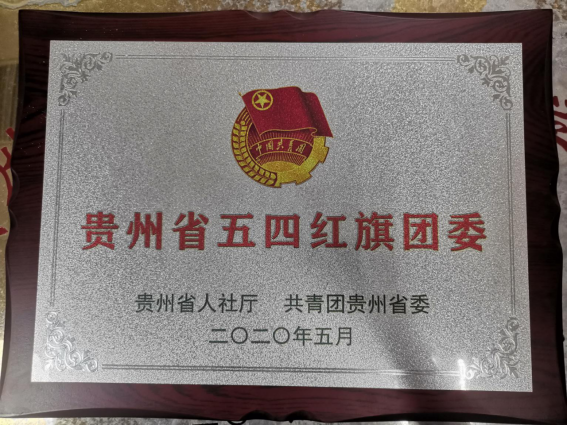 中国共青团
贵州省五四红旗团委
贵州省人社厅 共青团贵州省委
二〇二〇年五月